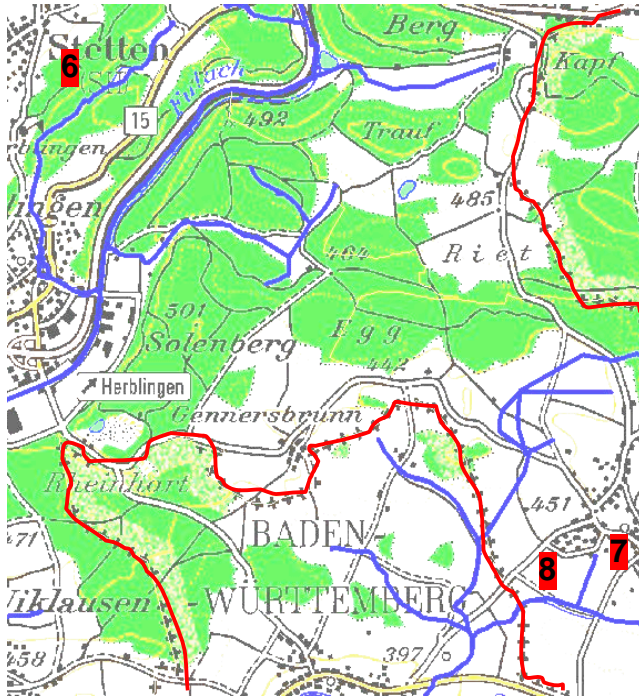 Berg
Stetten
6
(SH)
Kapf
Fulach
15
492
Trauf
485
464
Riet
501
Egg
Solenberg
442
Herblingen
Gennersbrunn
Rheinhart
451
471
BADEN-
7
8
-WÜRTTEMBERG
397
458